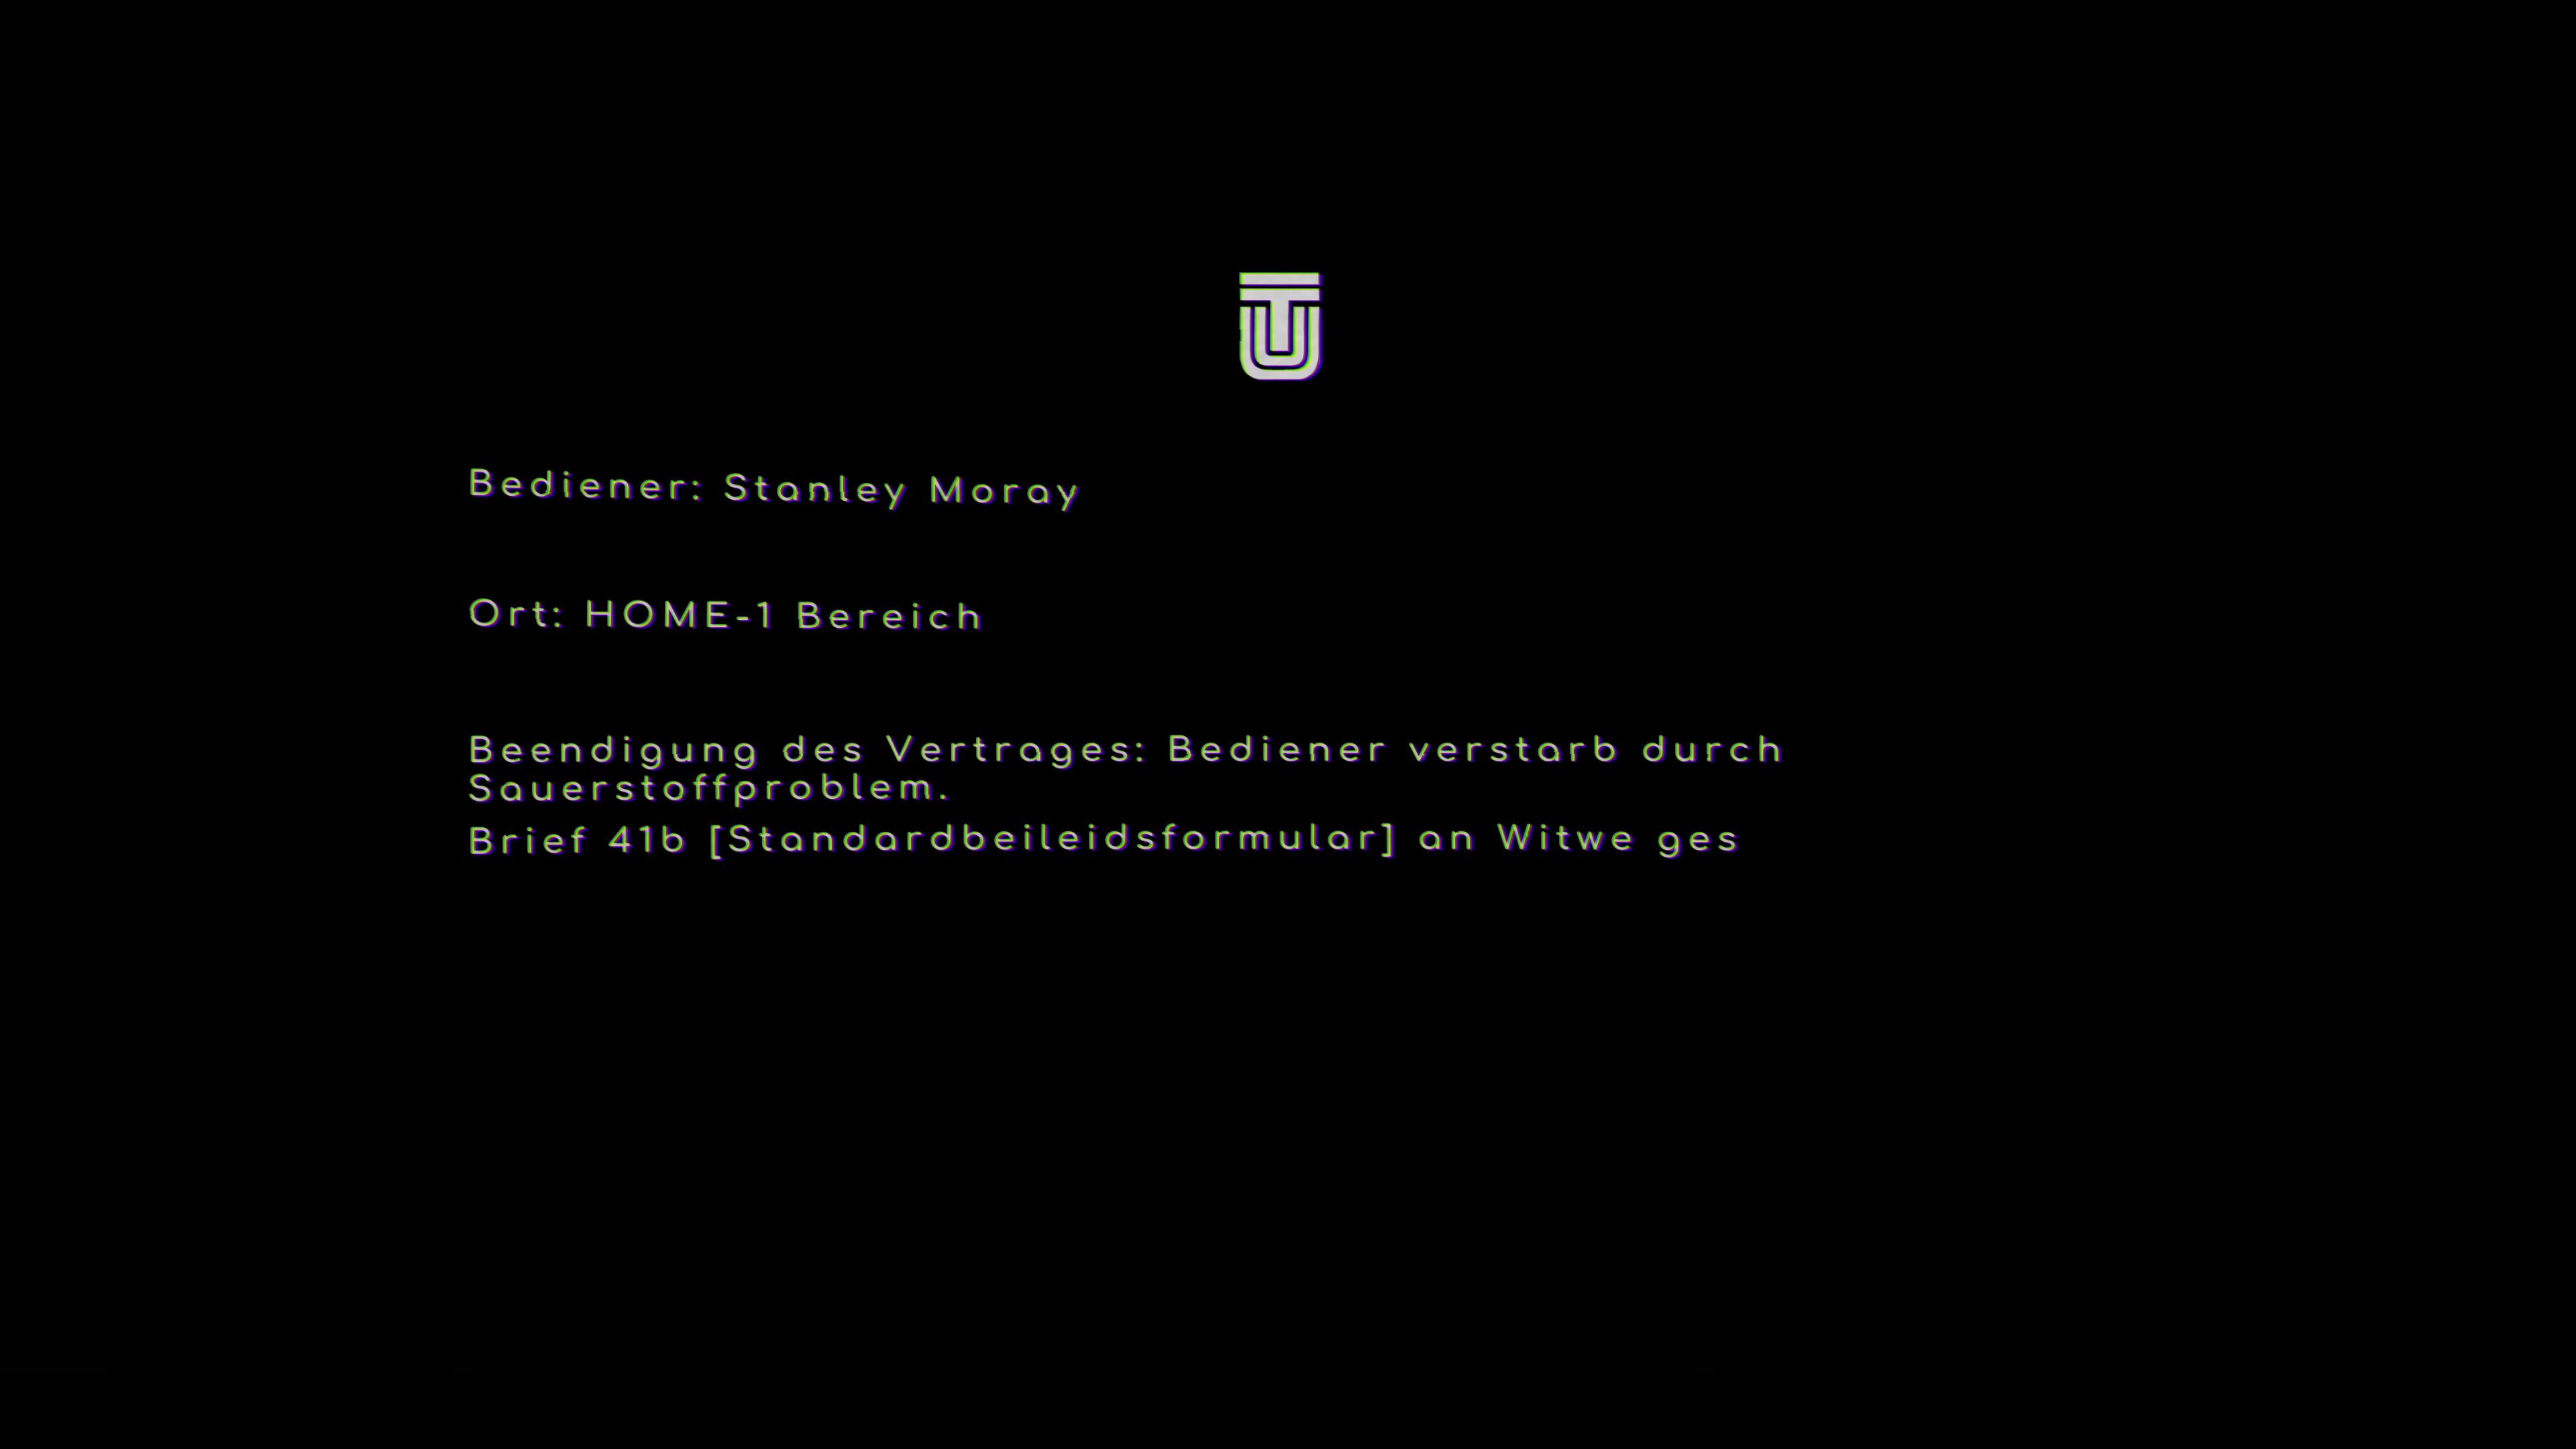 Bediener: Stanley Moray
Ort: HOME-1 Bereich
Beendigung des Vertrages: Bediener verstarb durch
Sauerstoffproblem.
Brief 41b [Standardbeileidsformular] an Witwe ges